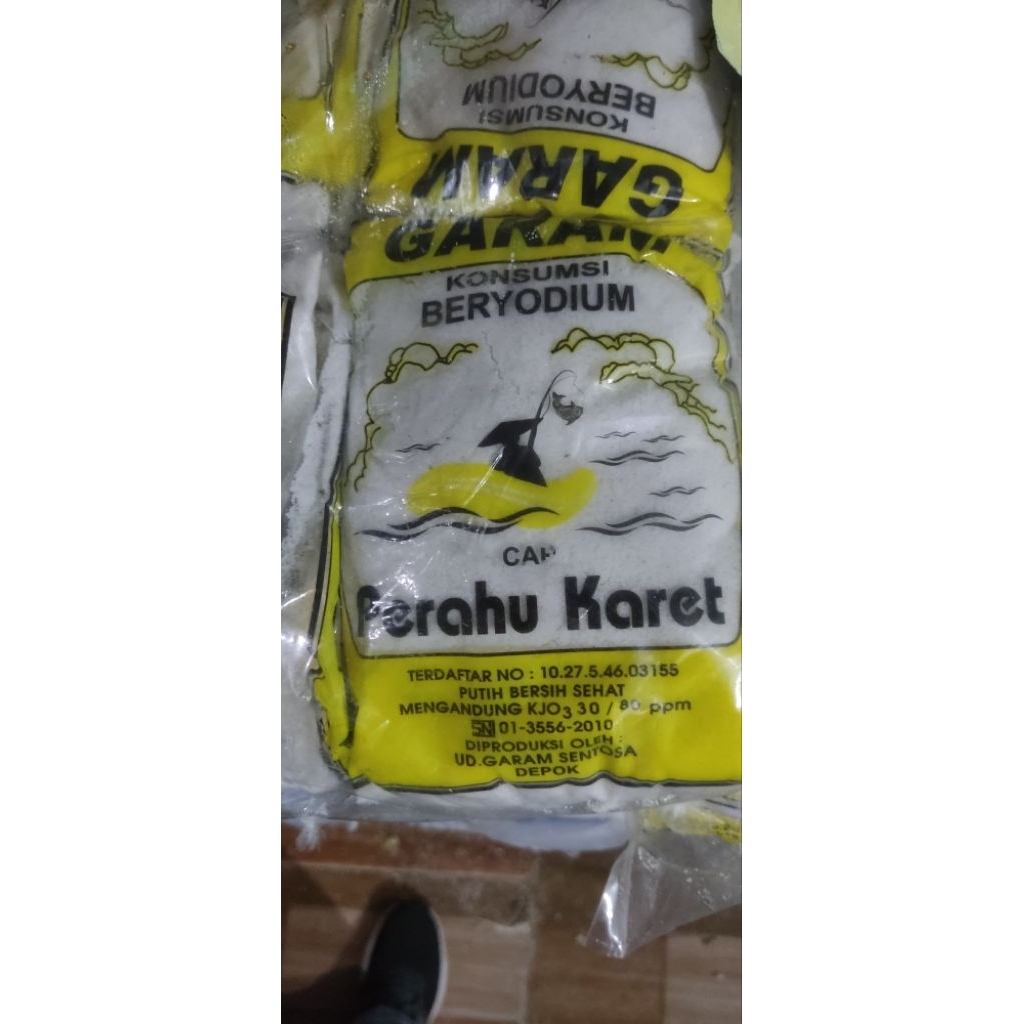 BERYODIUM
KONSUMSI
GARAM
GARAM
KONSUMSI
BERYODIUM
CAP
Perahu Karet
TERDAFTAR NO : 10.27.5.46.03155
PUTIH BERSIH SEHAT
MENGANDUNG KJO3 30 / 80 ppm
SNI 01-3556-2010
DIPRODUKSI OLEH :
UD.GARAM SENTOSA
DEPOK